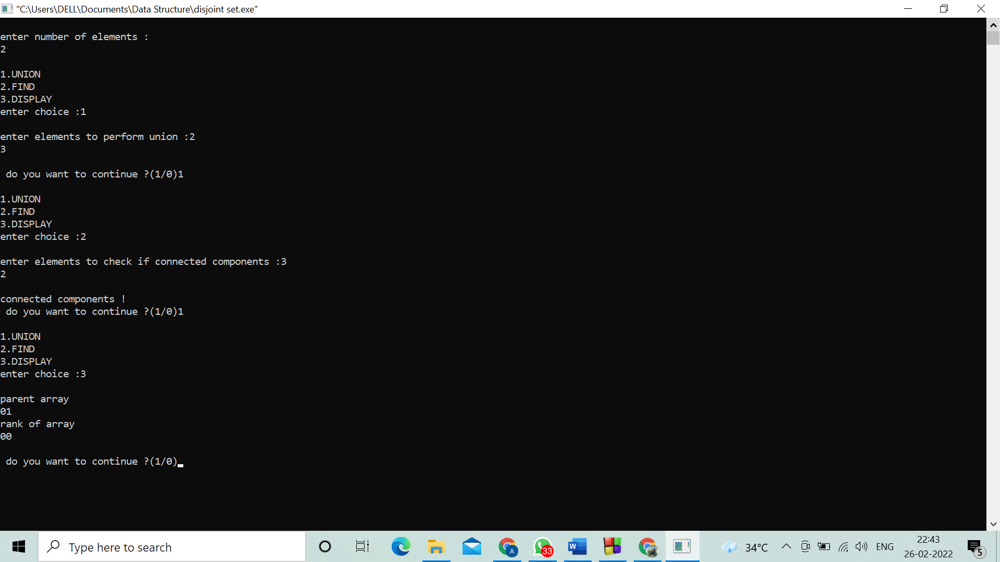 "C:\Users\DELL\Documents\Data Structure\disjoint set.exe"
enter number of elements :
2
1.UNION
2.FIND
3.DISPLAY
enter choice :1
enter elements to perform union :2
3
do you want to continue ?(1/0)1
1.UNION
2.FIND
3.DISPLAY
enter choice :2
enter elements to check if connected components :3
2
connected components !
do you want to continue ?(1/0)1
1.UNION
2.FIND
3.DISPLAY
enter choice :3
parent array
01
rank of array
00
do you want to continue ?(1/0)
Type here to search
A
33
W
34°C
ENG
22:43
26-02-2022
5